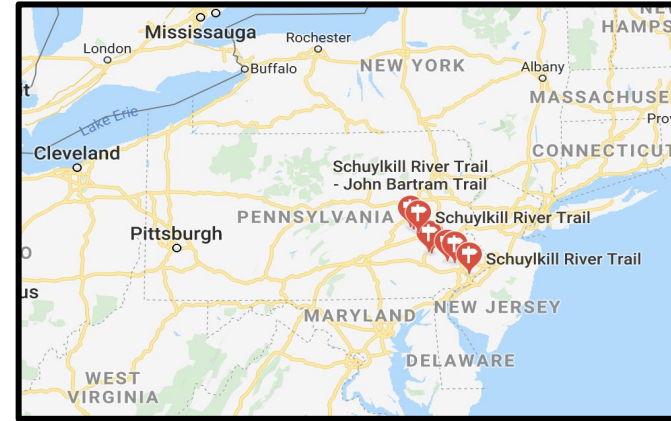 NEW
HAMPS
Mississauga
London
Rochester
Buffalo
NEW YORK
Albany
MASSACHUSE
Prov
Lake Erie
Cleveland
CONNECTICUT
Schuylkill River Trail
- John Bartram Trail
PENNSYLVANIA
Schuylkill River Trail
Pittsburgh
Schuylkill River Trail
us
MARYLAND
NEW JERSEY
DELAWARE
WEST
VIRGINIA